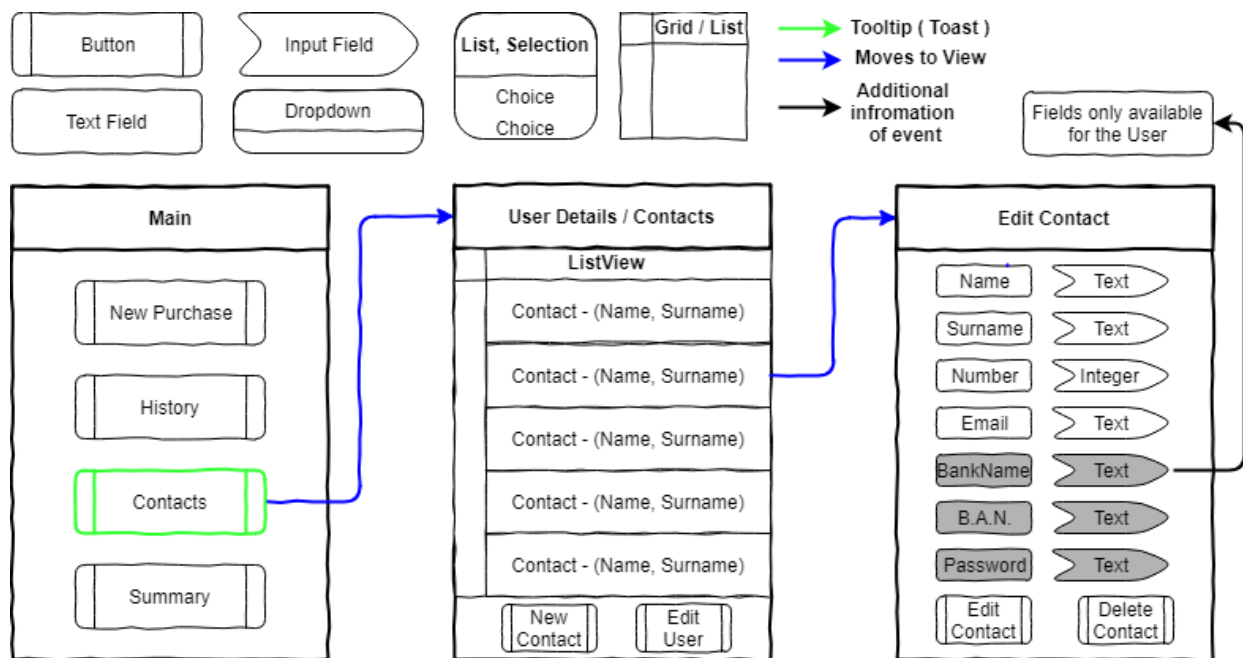 Button
Input Field
List, Selection
Choice
Choice
Grid / List
Tooltip ( Toast )
Moves to View
Additional
infromation
of event
Text Field
Dropdown
Fields only available
for the User
Main
New Purchase
History
Contacts
Summary
User Details / Contacts
ListView
Contact - (Name, Surname)
Contact - (Name, Surname)
Contact - (Name, Surname)
Contact - (Name, Surname)
Contact - (Name, Surname)
New
Contact
Edit
User
Edit Contact
Name
Text
Surname
Text
Number
Integer
Email
Text
BankName
Text
B.A.N.
Text
Password
Text
Edit
Contact
Delete
Contact